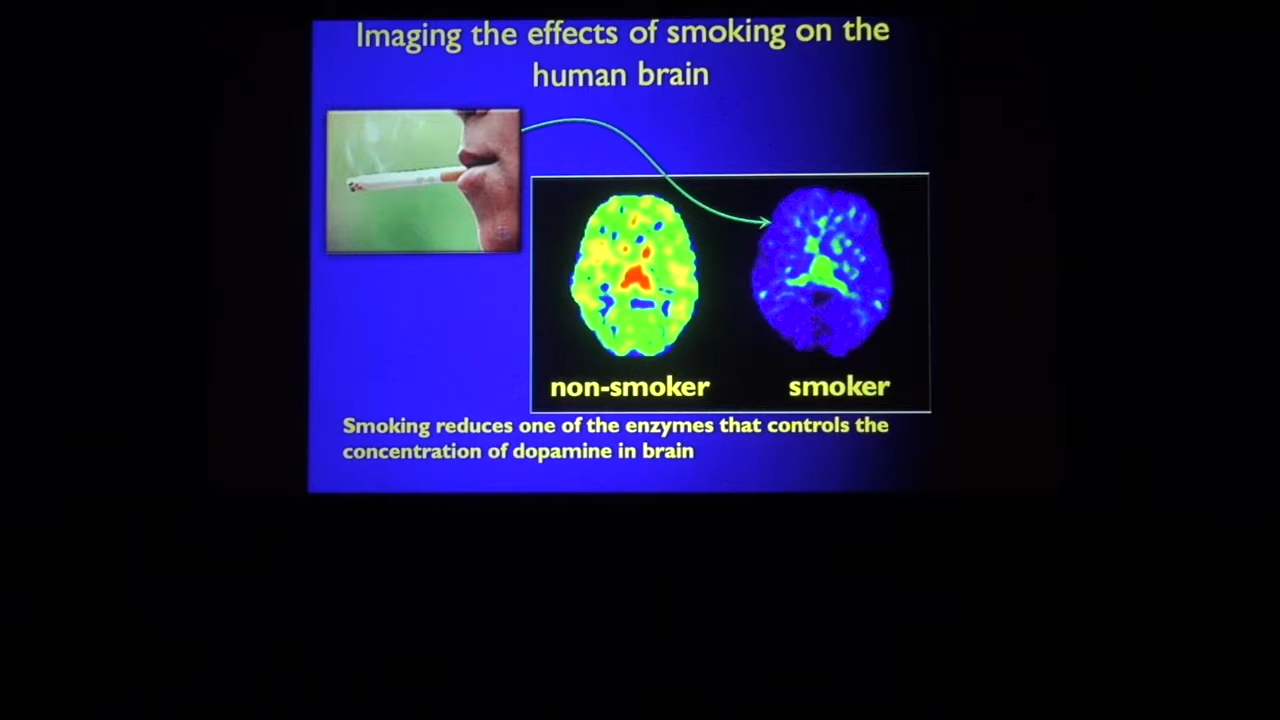 Imaging the effects of smoking on the
human brain
non-smoker
smoker
Smoking reduces one of the enzymes that controls the
concentration of dopamine in brain